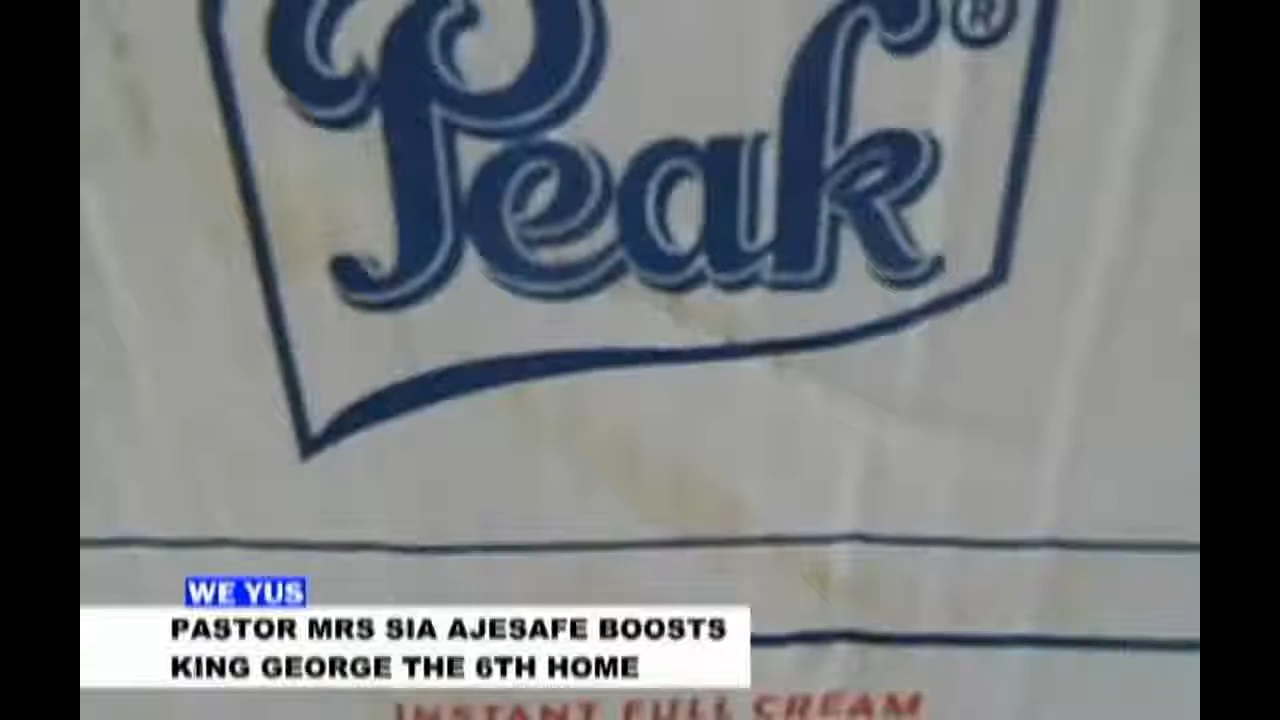 Peak®
WE YUS
PASTOR MRS SIA AJESAFE BOOSTS
KING GEORGE THE 6TH HOME
INSTANT FULL CREAM